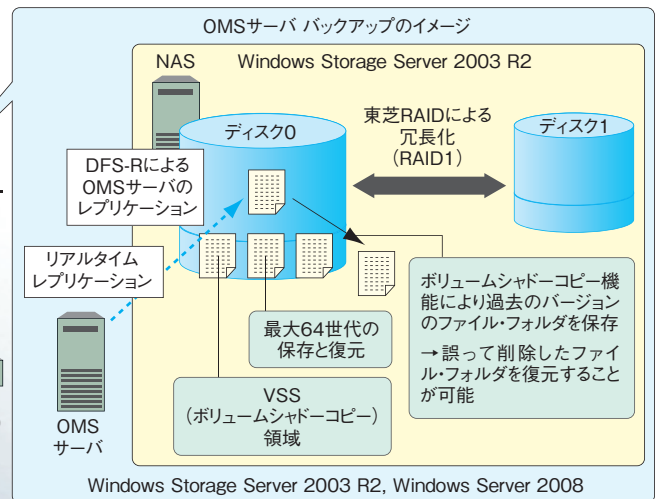 OMSサーバ バックアップのイメージ
NAS
Windows Storage Server 2003 R2
ディスク0
東芝RAIDによる
冗長化
(RAID1)
ディスク1
DFS-Rによる
OMSサーバの
レプリケーション
リアルタイム
レプリケーション
最大64世代の
保存と復元
ボリュームシャドーコピー機
能により過去のバージョン
のファイル・フォルダを保存
→誤って削除したファイ
ル・フォルダを復元すること
が可能
VSS
(ボリュームシャドーコピー)
領域
OMS
サーバ
Windows Storage Server 2003 R2, Windows Server 2008